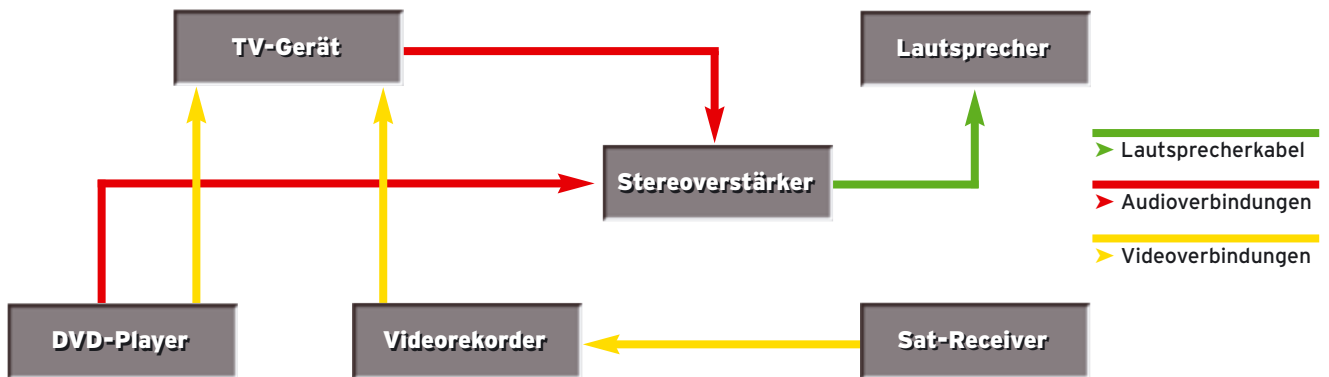 TV-Gerät
Lautsprecher
Stereoverstärker
➤ Lautsprecherkabel
➤ Audioverbindungen
➤ Videoverbindungen
DVD-Player
Videorekorder
Sat-Receiver